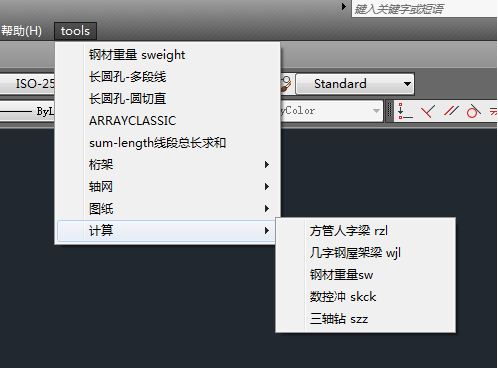 键入关键字或短语
帮助(H) tools
钢材重量 sweight
长圆孔-多段线
长圆孔-圆切直
ARRAYCLASSIC
sum-length线段总长求和
桁架
轴网
图纸
计算
方管人字梁 rzl
几字钢屋架梁 wjl
钢材重量sw
数控冲 skck
三轴钻 szz
ISO-25 Standard
ByL yColor